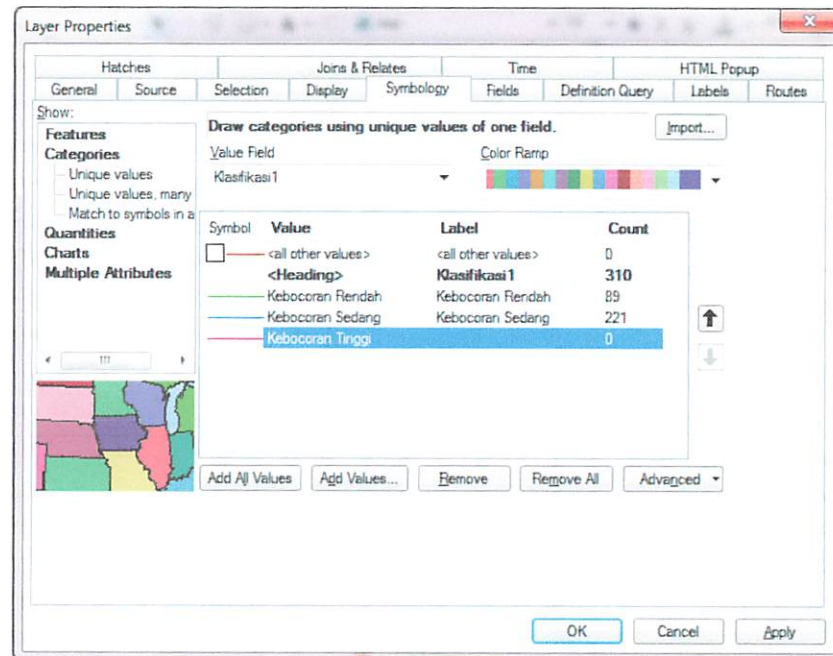 Layer Properties
Hatches Joins & Relates Time HTML Popup
General Source Selection Display Symbology Fields Definition Query Labels Routes
Show:
Features
Categories
Unique values
Unique values, many
Match to symbols in a
Quantities
Charts
Multiple Attributes
Draw categories using unique values of one field.
Import...
Value Field Color Ramp
Klasifikasi1
Symbol Value Label Count
<all other values> <all other values> 0
<Heading> Klasifikasi1 310
Kebocoran Rendah Kebocoran Rendah 89
Kebocoran Sedang Kebocoran Sedang 221
Kebocoran Tinggi 0
Add All Values Add Values... Remove Remove All Advanced
OK Cancel Apply